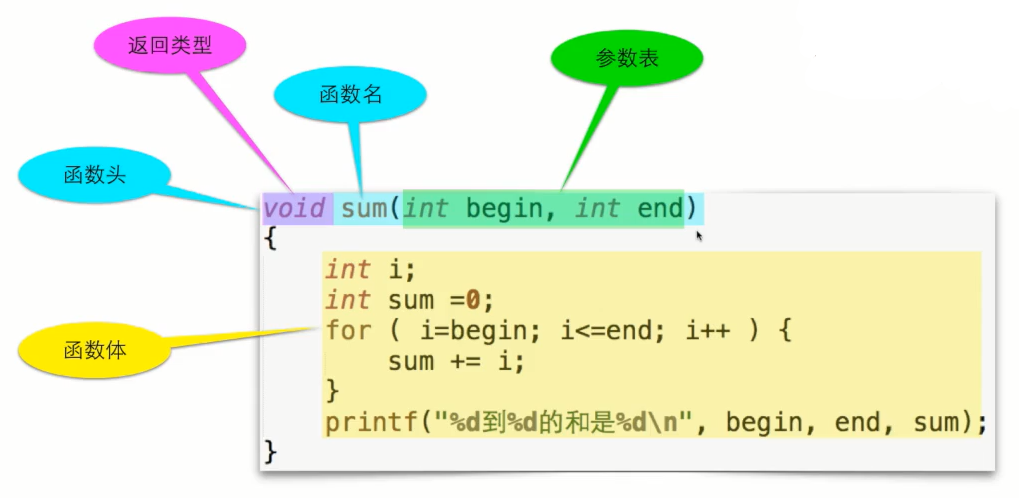 返回类型
函数名
参数表
函数头
void sum(int begin, int end)
{
int i;
int sum =0;
for ( i=begin; i<=end; i++ ) {
函数体
sum += i;
}
printf("%d到%d的和是%d\n", begin, end, sum);
}